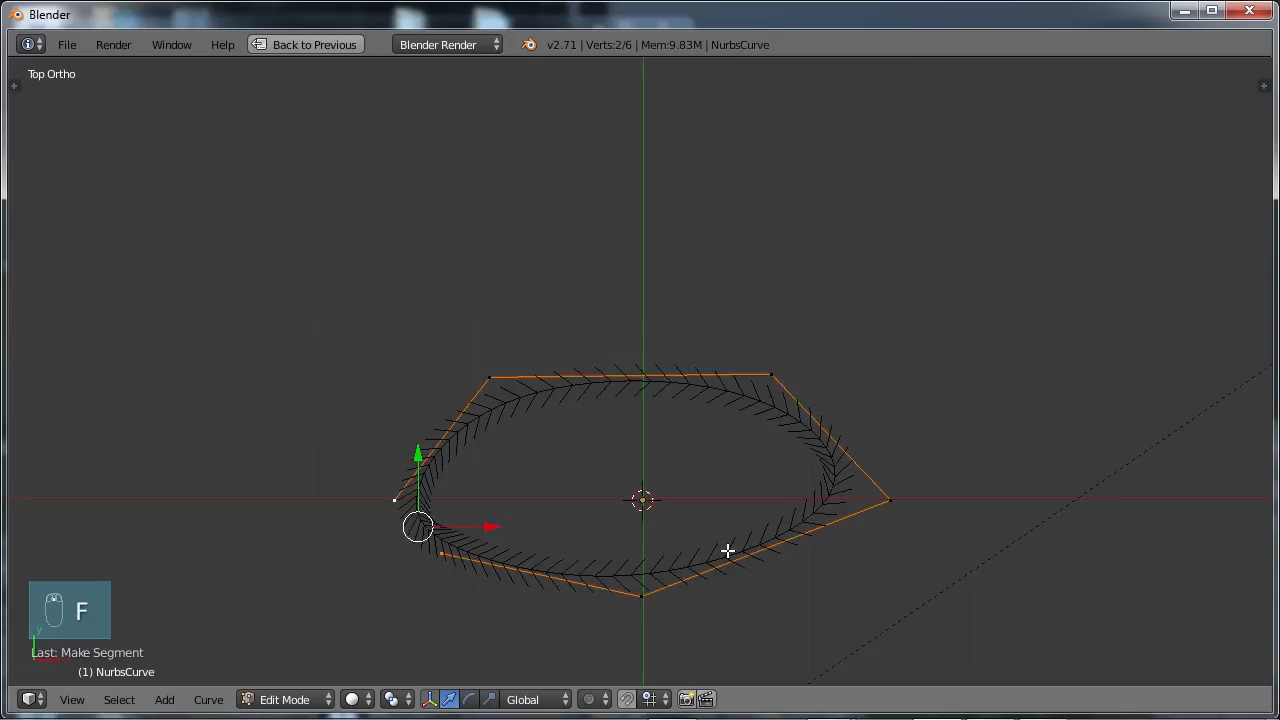 Blender
File Render Window Help Back to Previous Blender Render v2.71 | Verts:2/6 | Mem:9.83M | NurbsCurve
Top Ortho
F
y
Last: Make Segment
(1) NurbsCurve
View Select Add Curve Edit Mode Global